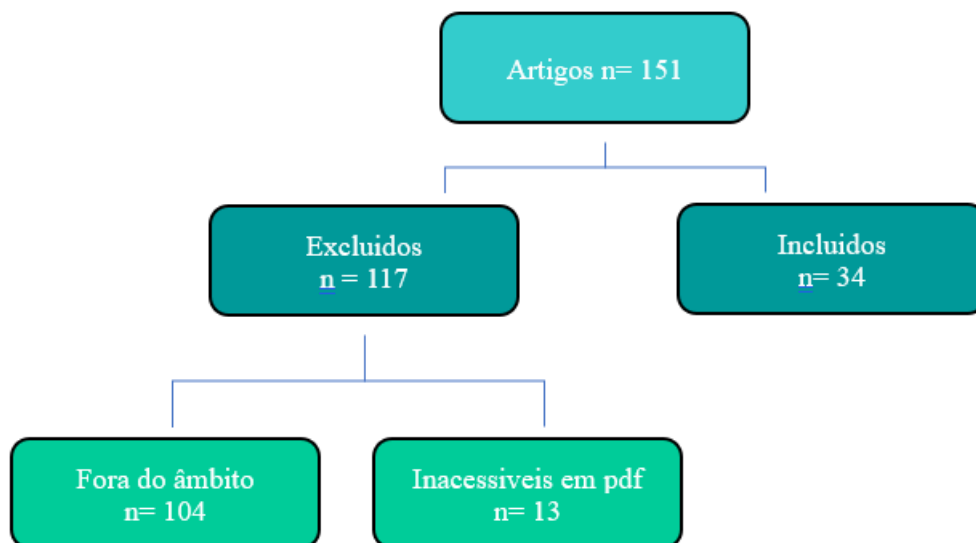 Artigos n= 151
Excluidos
n = 117
Incluidos
n= 34
Fora do âmbito
n= 104
Inacessiveis em pdf
n= 13